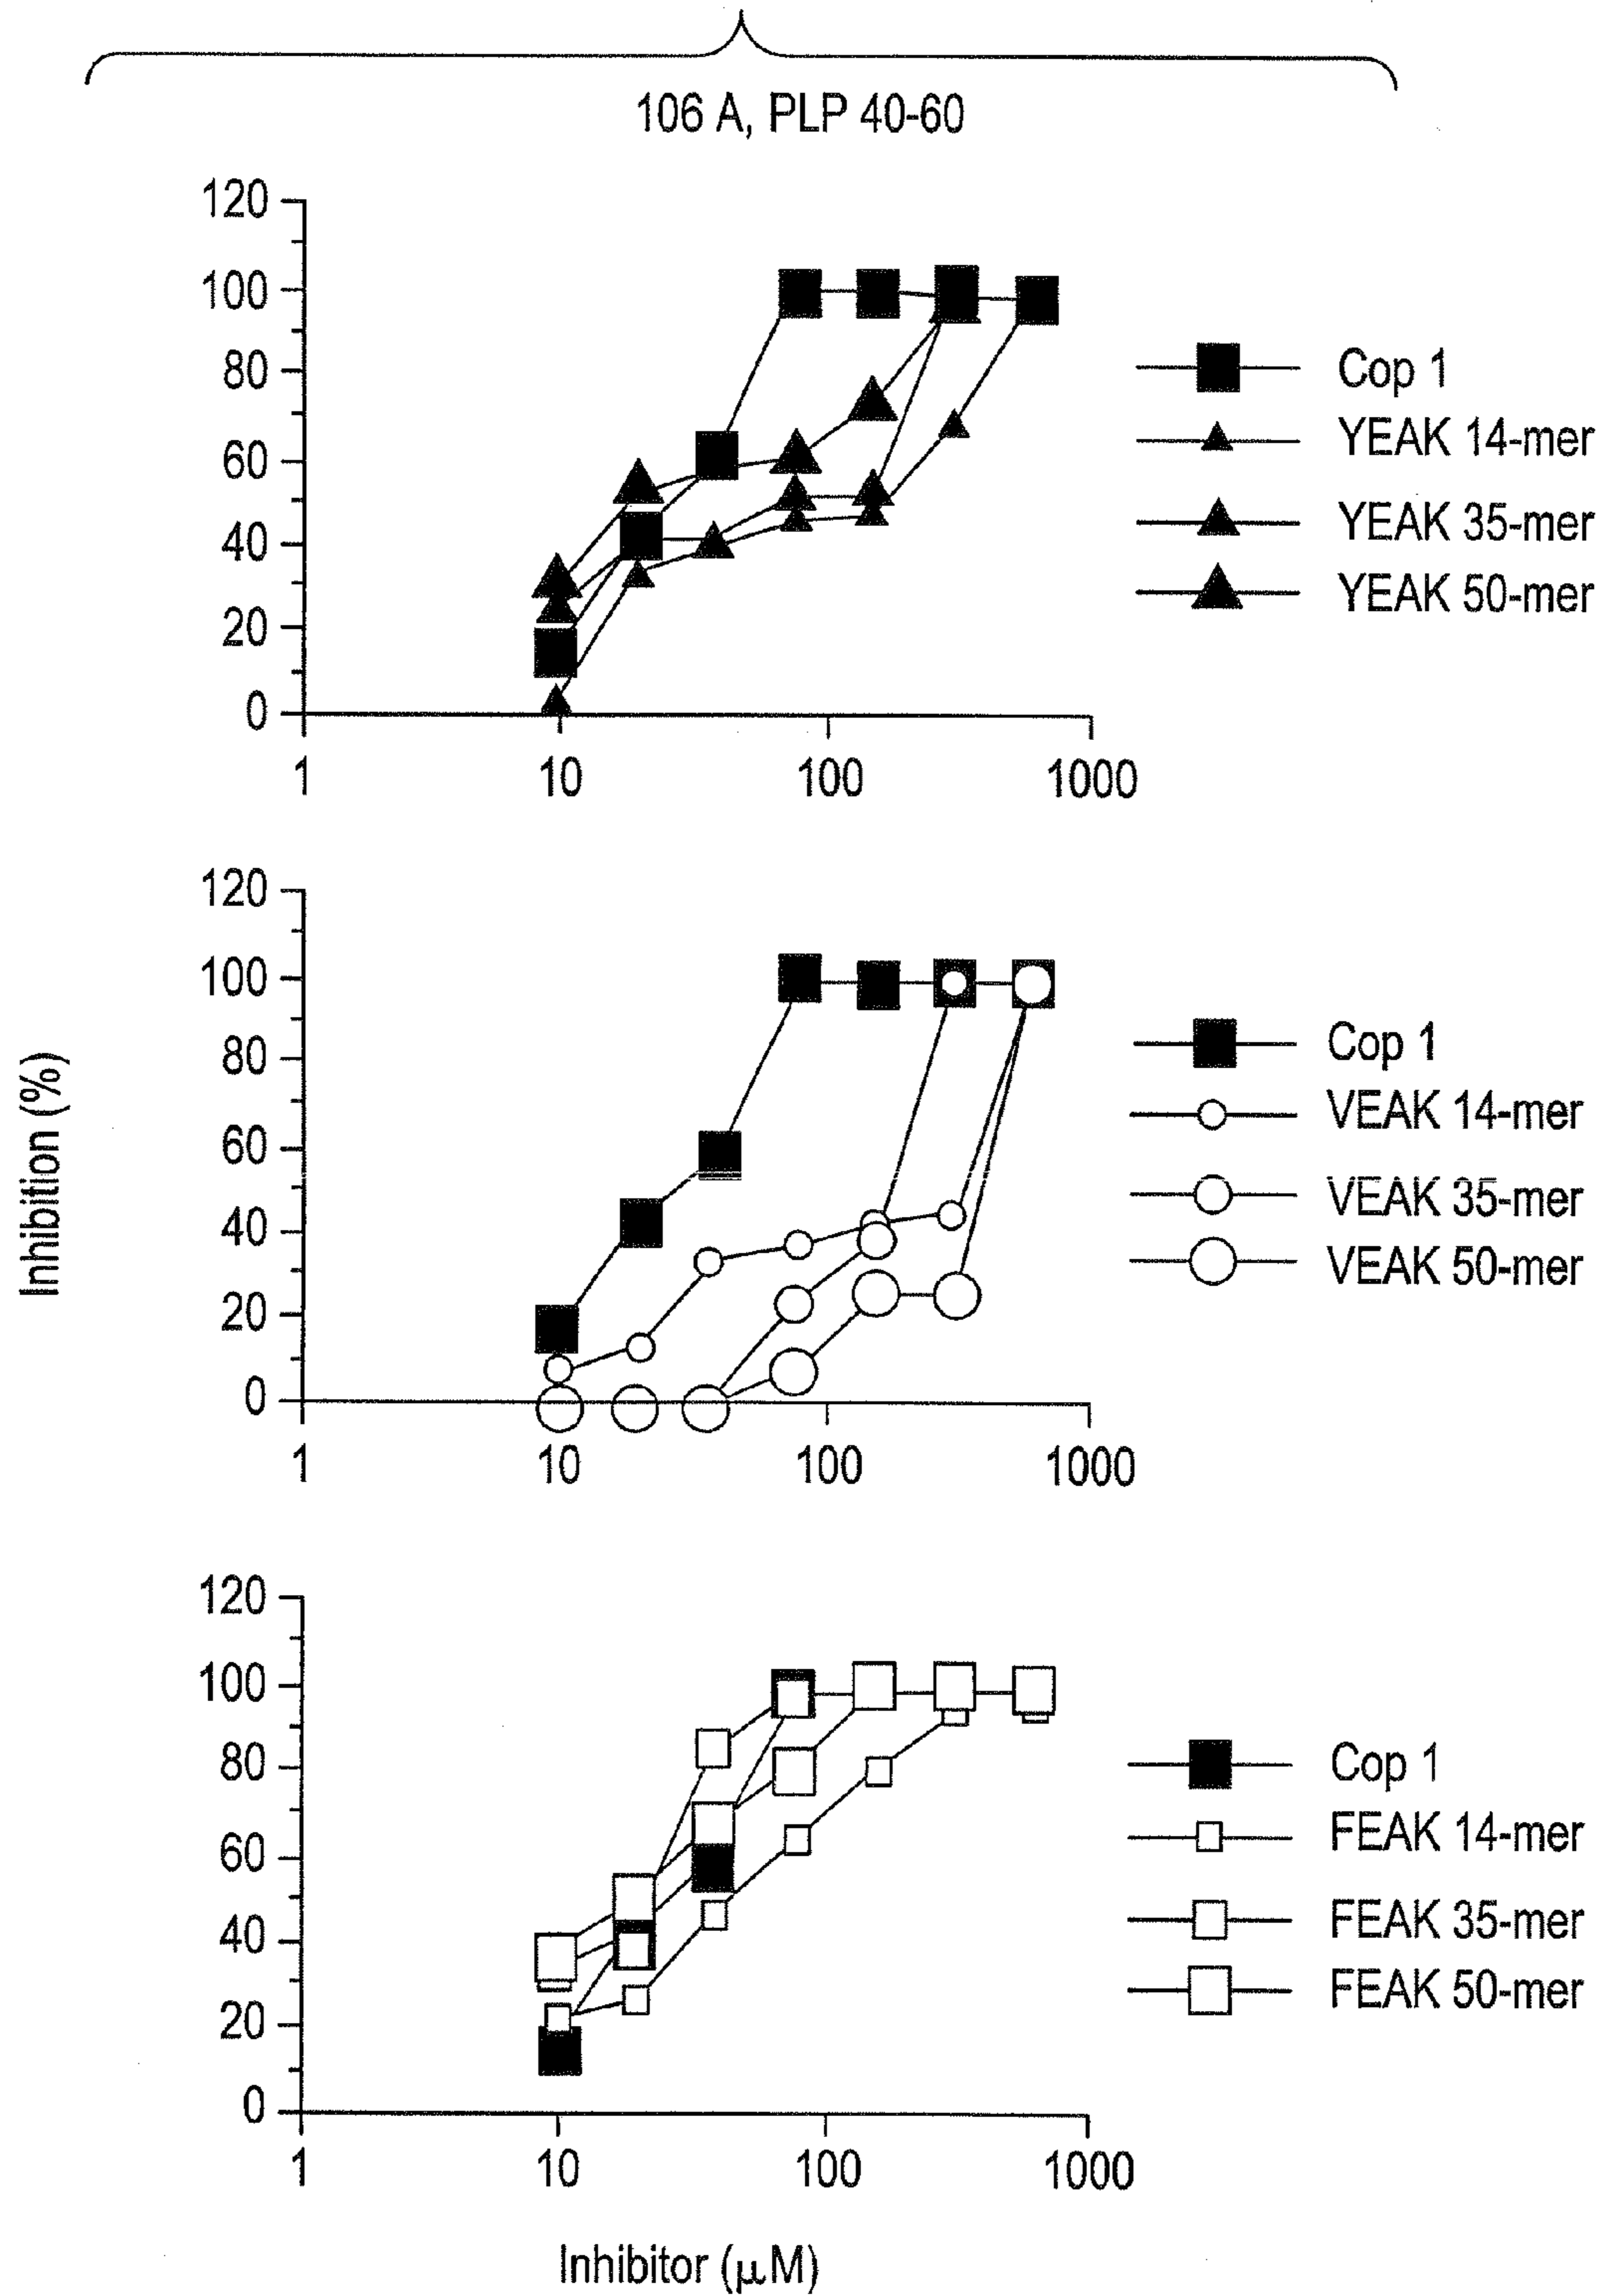 106 A, PLP 40-60
120
100
80
60
40
20
0
1 10 100 1000
Cop 1
YEAK 14-mer
YEAK 35-mer
YEAK 50-mer
Inhibition (%)
120
100
80
60
40
20
0
1 10 100 1000
Cop 1
VEAK 14-mer
VEAK 35-mer
VEAK 50-mer
120
100
80
60
40
20
0
1 10 100 1000
Cop 1
FEAK 14-mer
FEAK 35-mer
FEAK 50-mer
Inhibitor (μM)